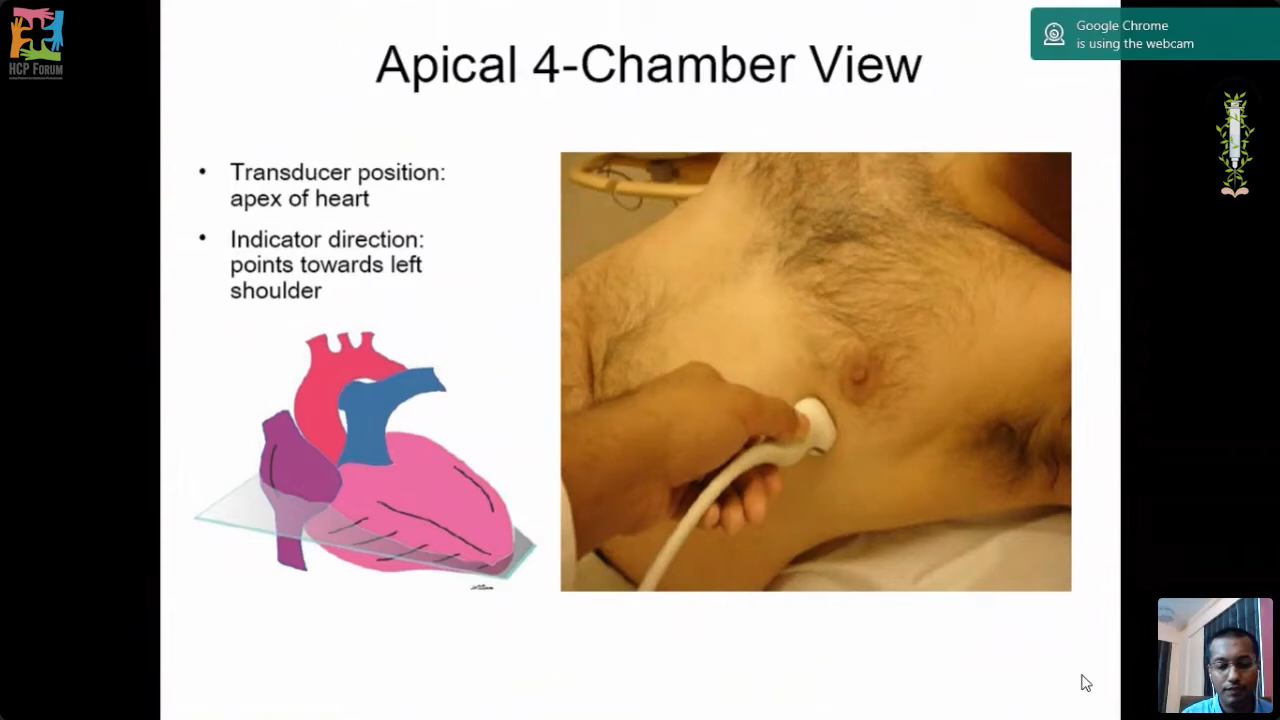 HCP FORUM
Google Chrome
is using the webcam
Apical 4-Chamber View
• Transducer position:
apex of heart
• Indicator direction:
points towards left
shoulder